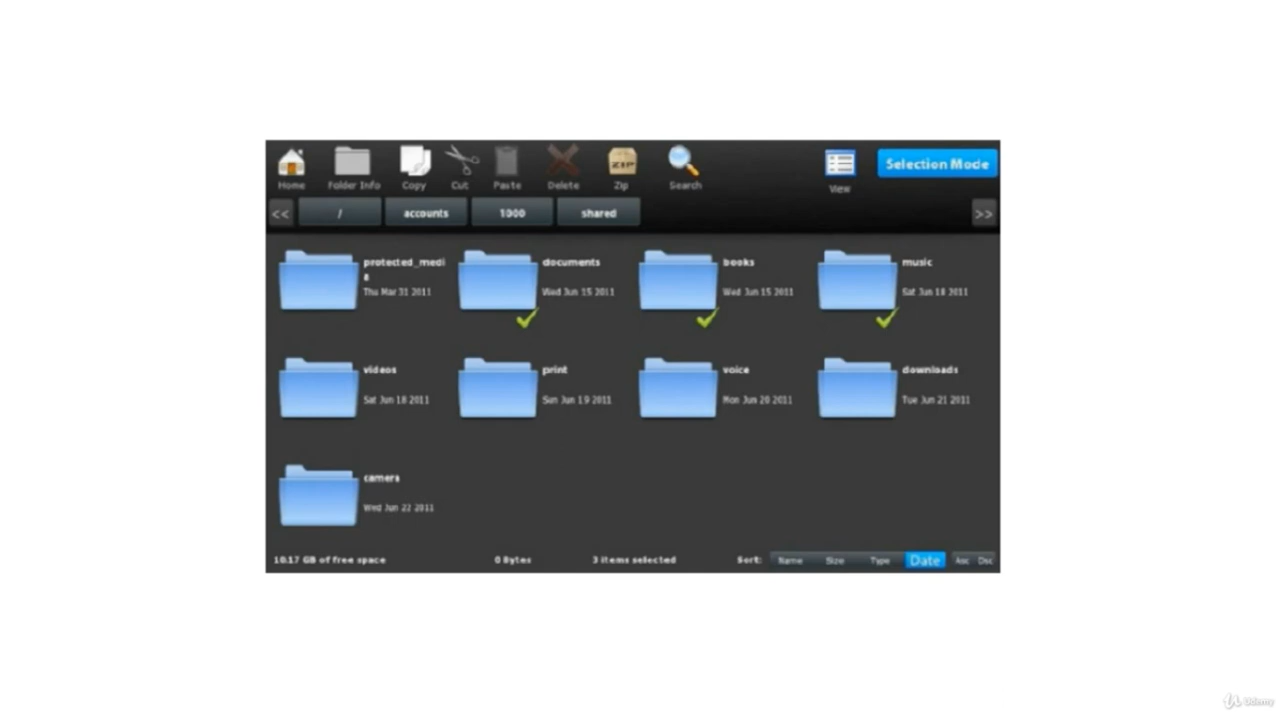 Home Folder Info Copy Cut Paste Delete Zip Search View Selection Mode
ZIP
<< / accounts 1000 shared >>
protected_medi
a
Thu Mar 31 2011
documents
Wed Jun 15 2011
books
Wed Jun 15 2011
music
Sat Jun 18 2011
videos
Sat Jun 18 2011
print
Sun Jun 19 2011
voice
Mon Jun 20 2011
downloads
Tue Jun 21 2011
camera
Wed Jun 22 2011
10.17 GB of free space 0 Bytes 3 items selected Sort: Name Size Type Date Asc Dsc
Udemy